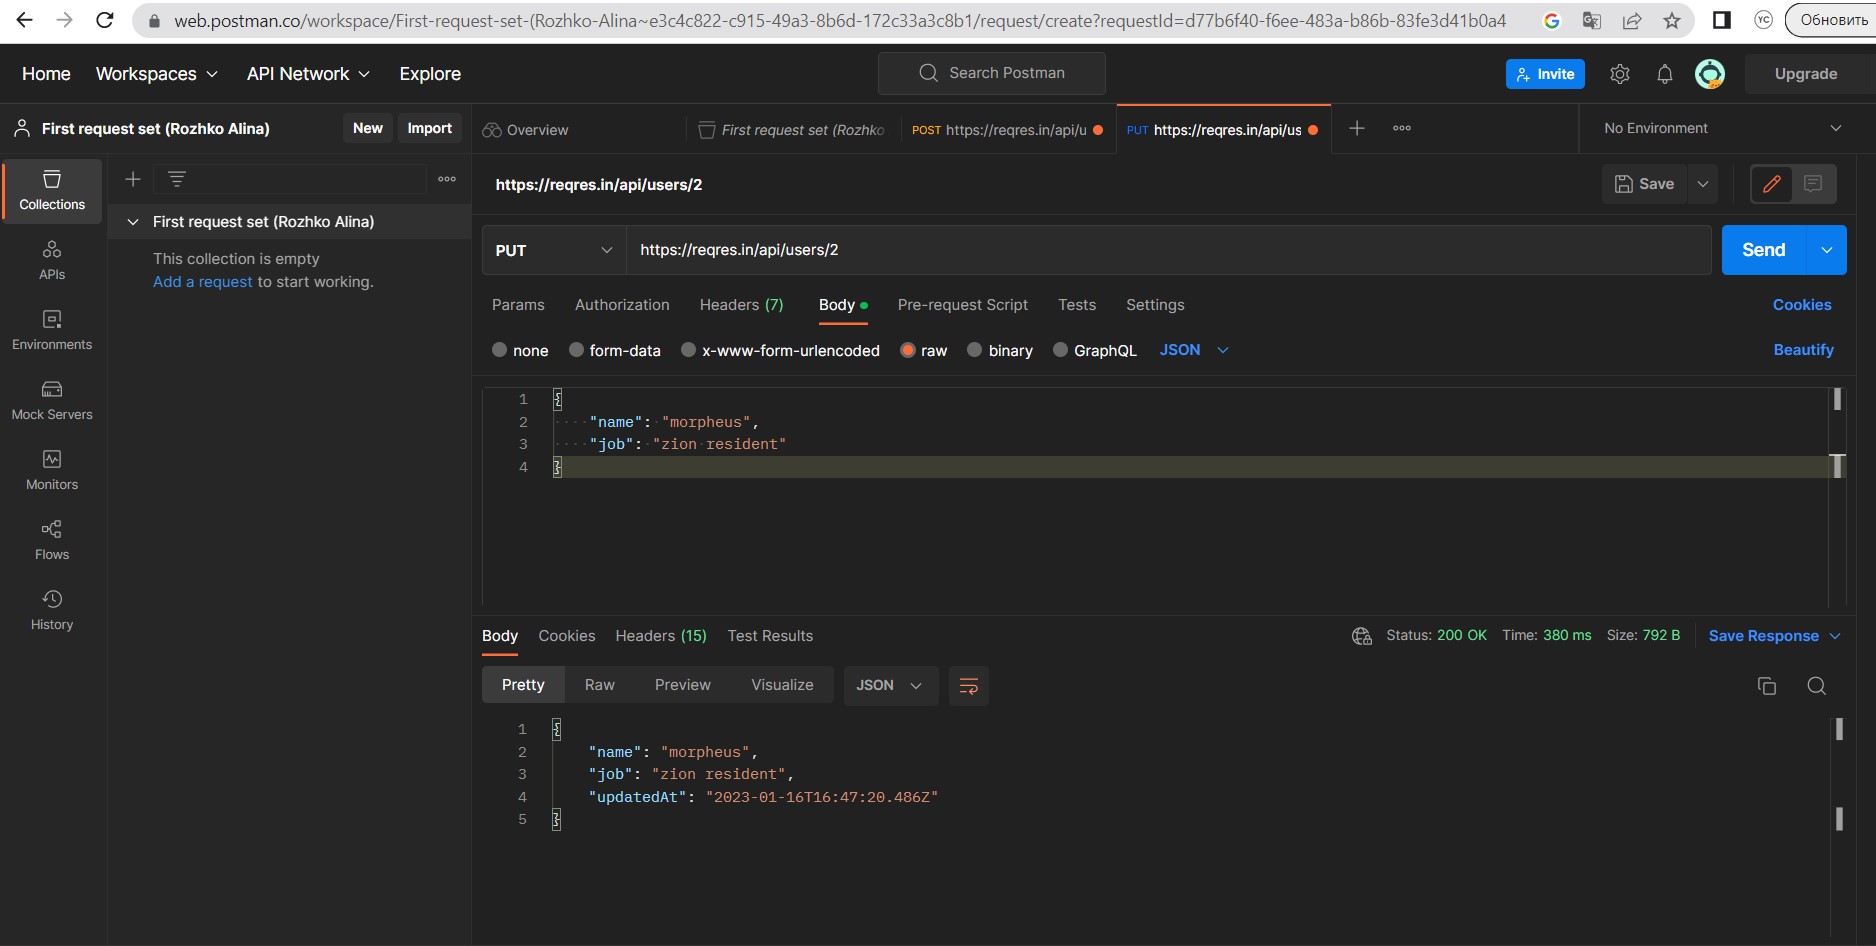 web.postman.co/workspace/First-request-set-(Rozhko-Alina~e3c4c822-c915-49a3-8b6d-172c33a3c8b1/request/create?requestId=d77b6f40-f6ee-483a-b86b-83fe3d41b0a4
YC
Обновить
Home
Workspaces
API Network
Explore
Search Postman
Invite
Upgrade
First request set (Rozhko Alina)
New
Import
Overview
First request set (Rozhko
POST https://reqres.in/api/u
PUT https://reqres.in/api/us
No Environment
Collections
APIs
Environments
Mock Servers
Monitors
Flows
History
First request set (Rozhko Alina)
This collection is empty
Add a request to start working.
https://reqres.in/api/users/2
Save
PUT
https://reqres.in/api/users/2
Send
Params
Authorization
Headers (7)
Body
Pre-request Script
Tests
Settings
Cookies
none
form-data
x-www-form-urlencoded
raw
binary
GraphQL
JSON
Beautify
1 {
2 "name": "morpheus",
3 "job": "zion resident"
4 }
Body
Cookies
Headers (15)
Test Results
Status: 200 OK
Time: 380 ms
Size: 792 B
Save Response
Pretty
Raw
Preview
Visualize
JSON
1 {
2 "name": "morpheus",
3 "job": "zion resident",
4 "updatedAt": "2023-01-16T16:47:20.486Z"
5 }